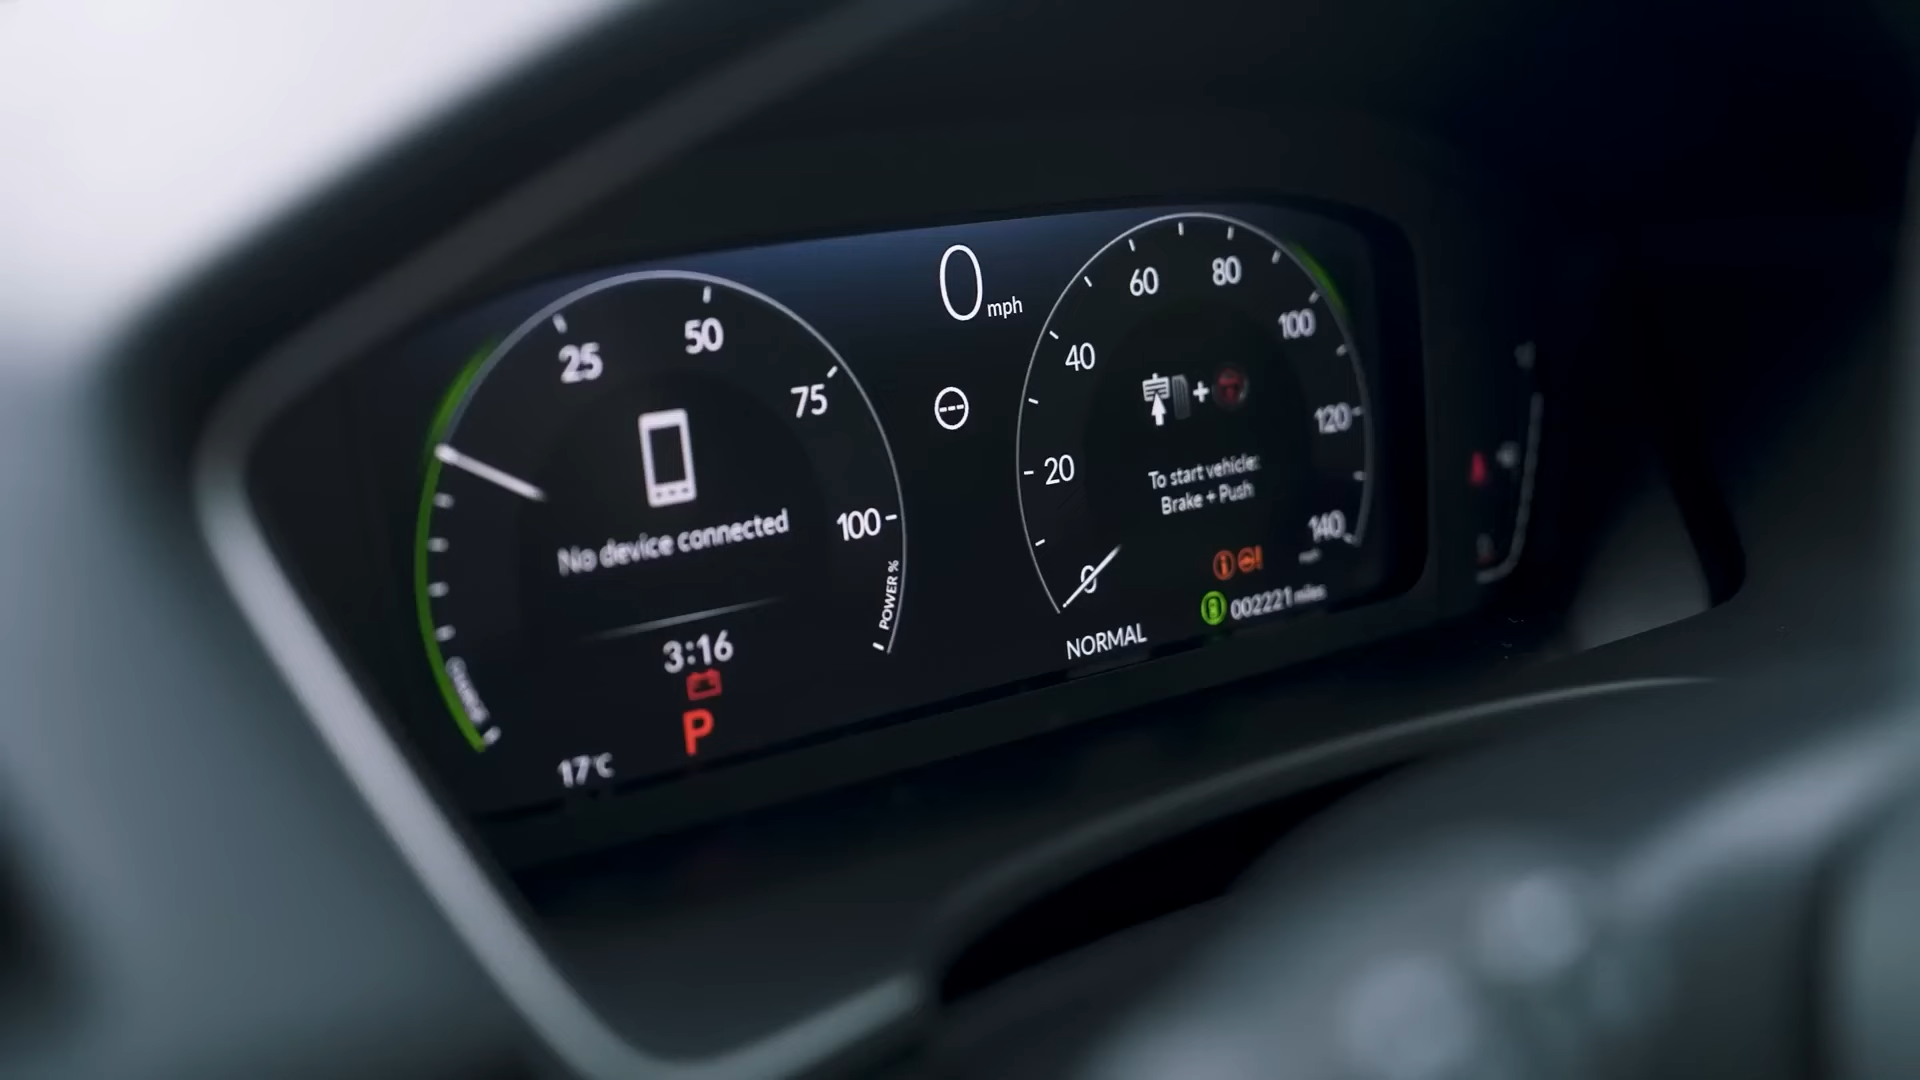 0 mph
25
50
75
100
POWER %
CHARGE
No device connected
3:16
P
17°C
0
20
40
60
80
100
120
140
To start vehicle:
Brake + Push
NORMAL
002221 miles